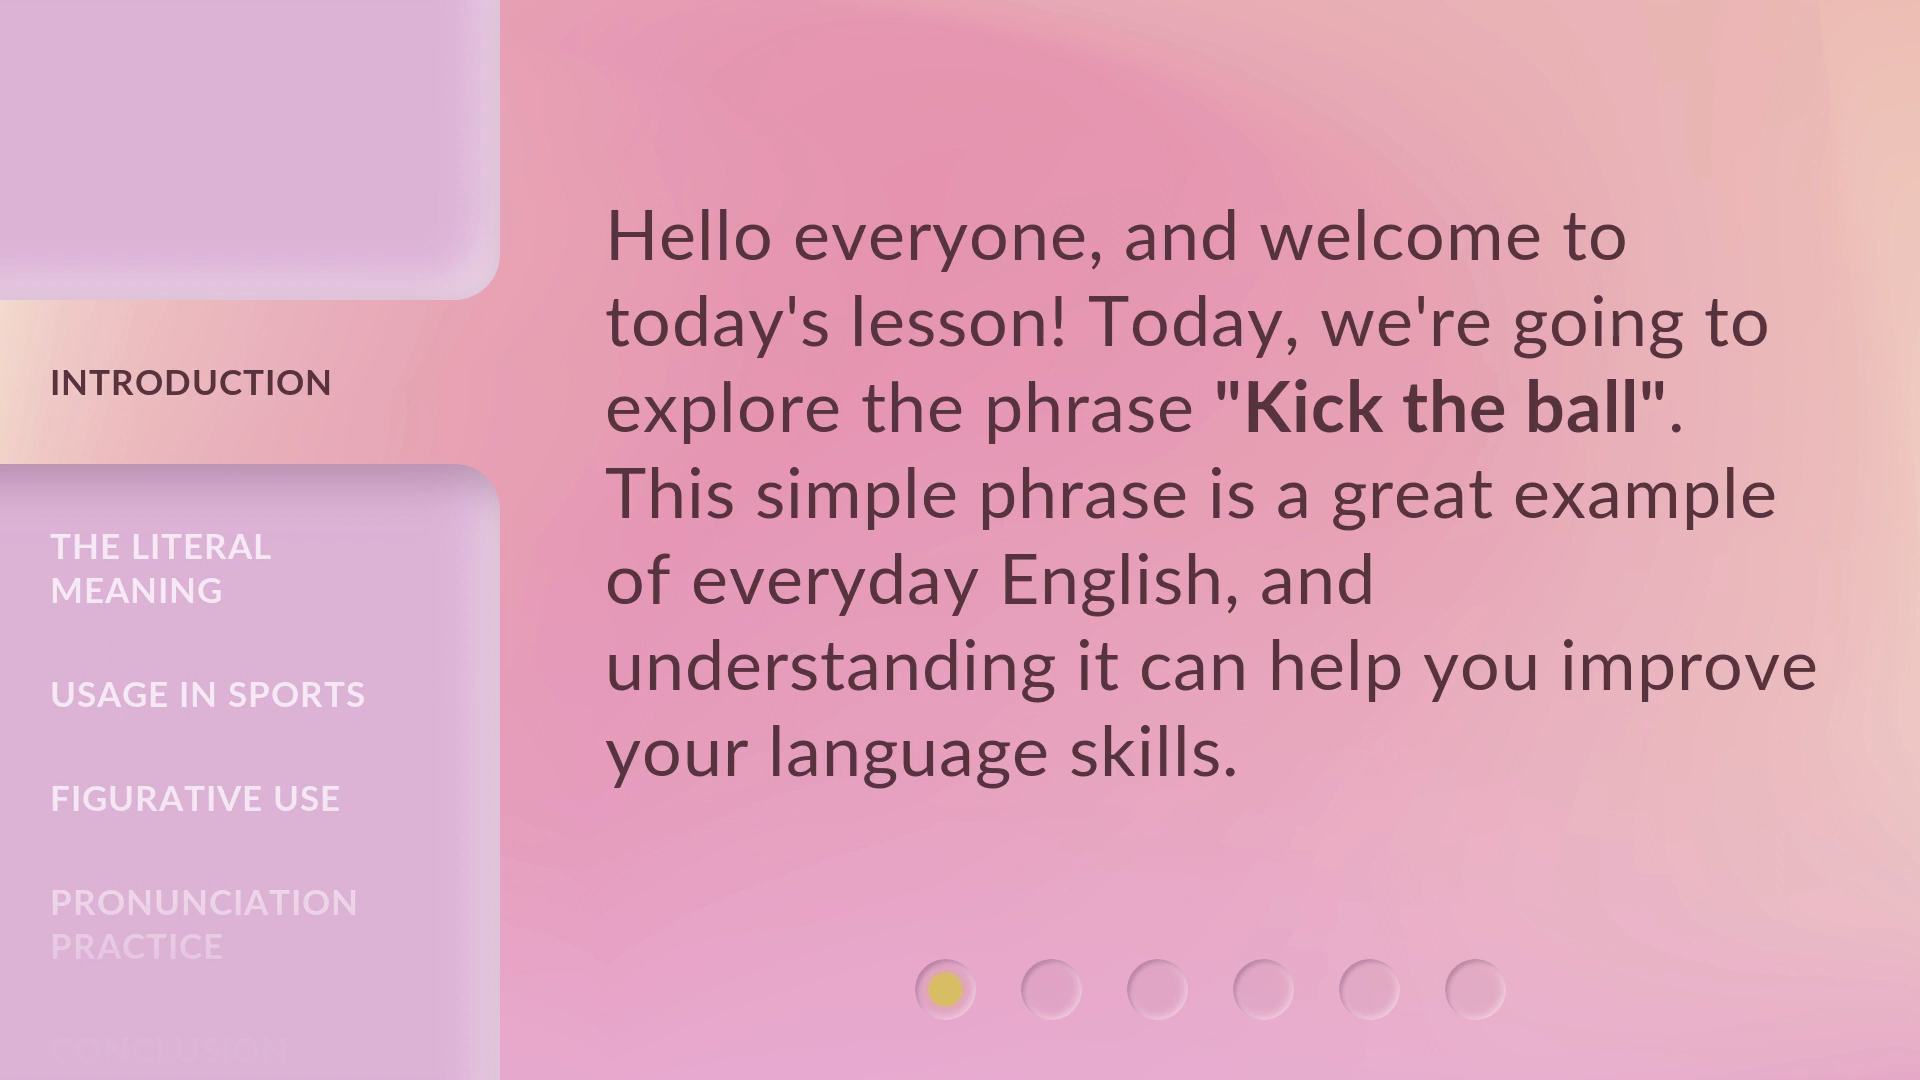 INTRODUCTION
THE LITERAL
MEANING
USAGE IN SPORTS
FIGURATIVE USE
PRONUNCIATION
PRACTICE
CONCLUSION
Hello everyone, and welcome to
today's lesson! Today, we're going to
explore the phrase "Kick the ball".
This simple phrase is a great example
of everyday English, and
understanding it can help you improve
your language skills.